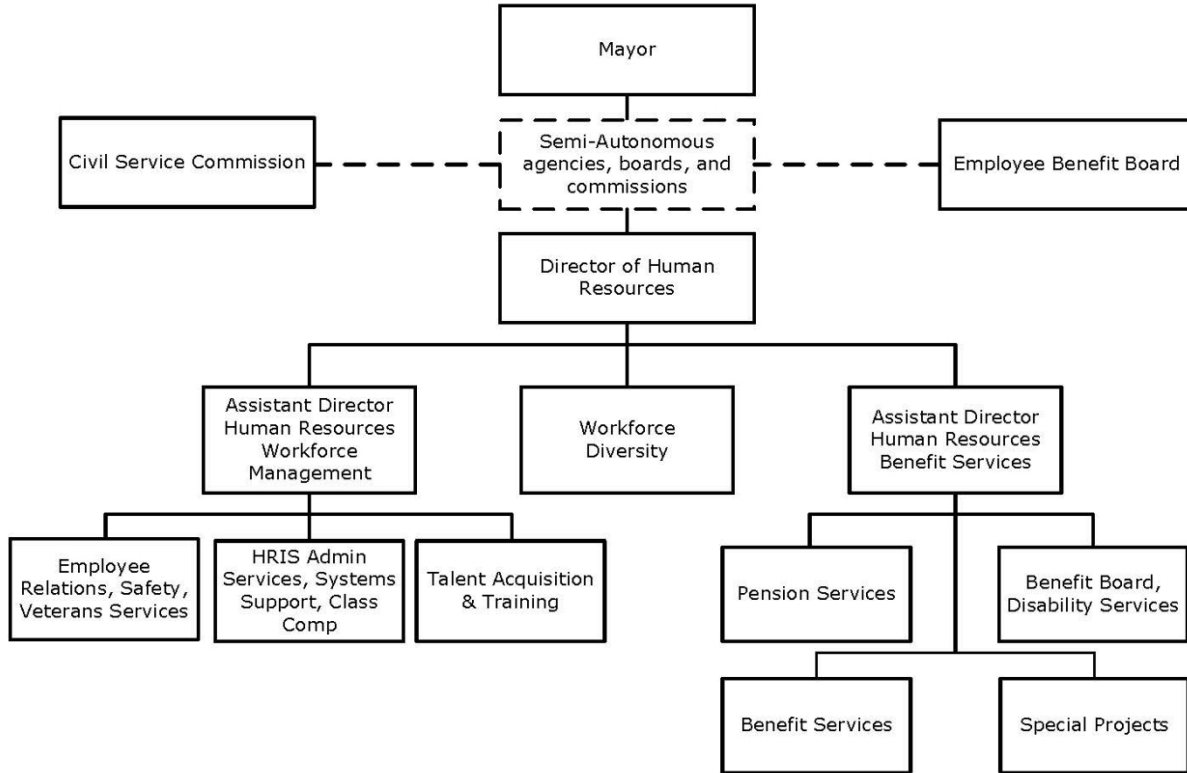 Mayor
Civil Service Commission
Semi-Autonomous
agencies, boards, and
commissions
Employee Benefit Board
Director of Human
Resources
Assistant Director
Human Resources
Workforce
Management
Workforce
Diversity
Assistant Director
Human Resources
Benefit Services
Employee
Relations, Safety,
Veterans Services
HRIS Admin
Services, Systems
Support, Class
Comp
Talent Acquisition
& Training
Pension Services
Benefit Board,
Disability Services
Benefit Services
Special Projects